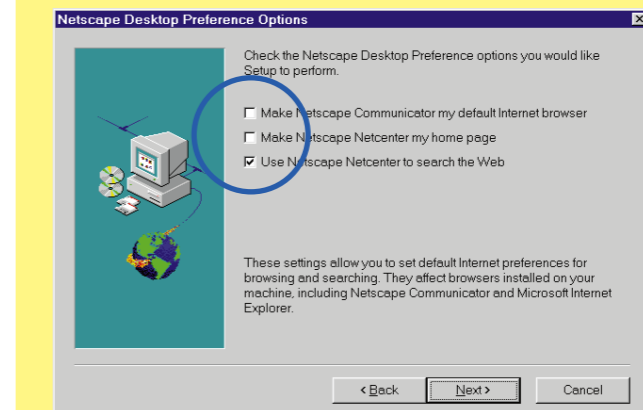 Netscape Desktop Preference Options
Check the Netscape Desktop Preference options you would like
Setup to perform.
Make Netscape Communicator my default Internet browser
Make Netscape Netcenter my home page
Use Netscape Netcenter to search the Web
These settings allow you to set default Internet preferences for
browsing and searching. They affect browsers installed on your
machine, including Netscape Communicator and Microsoft Internet
Explorer.
< Back
Next >
Cancel